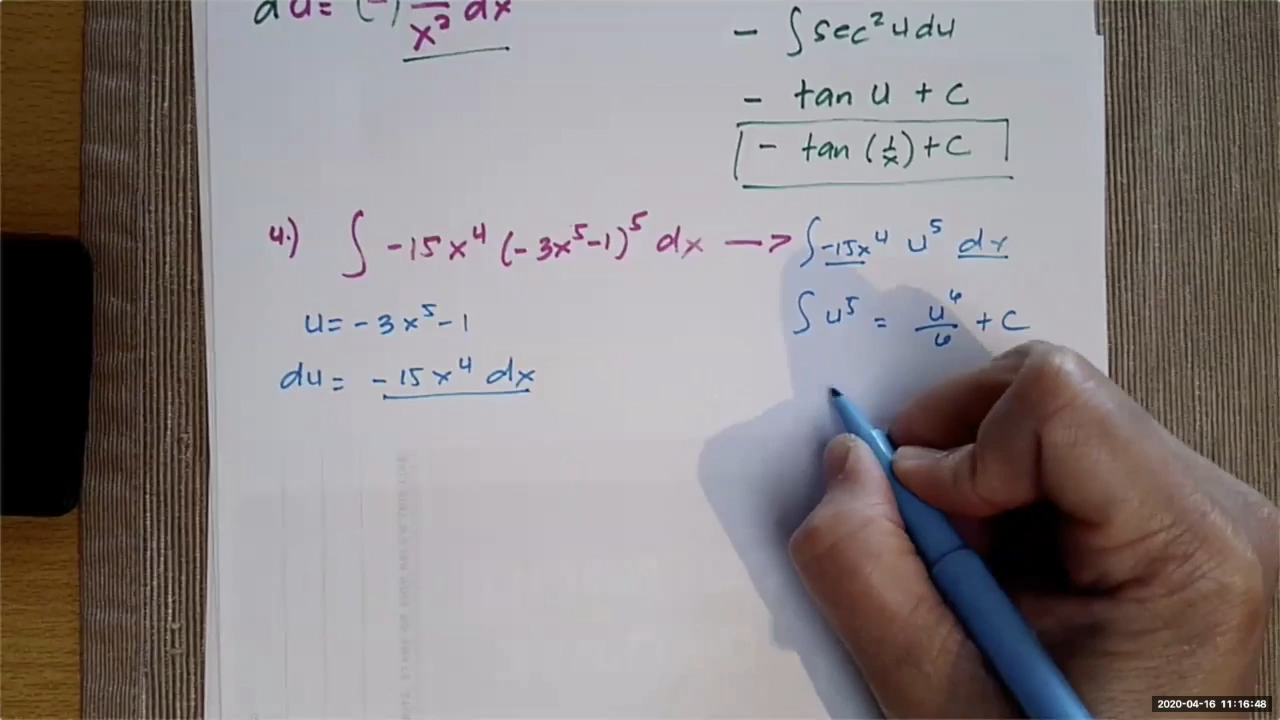 du = (-) — dx
x²
- ∫ sec² u du
- tan u + C
- tan (1/x) + C
4.) ∫ -15x⁴ (-3x⁵-1)⁵ dx —> ∫ -15x⁴ u⁵ dx
u = -3x⁵-1
∫ u⁵ = u⁶/6 + C
du = -15x⁴ dx
2020-04-16 11:16:48